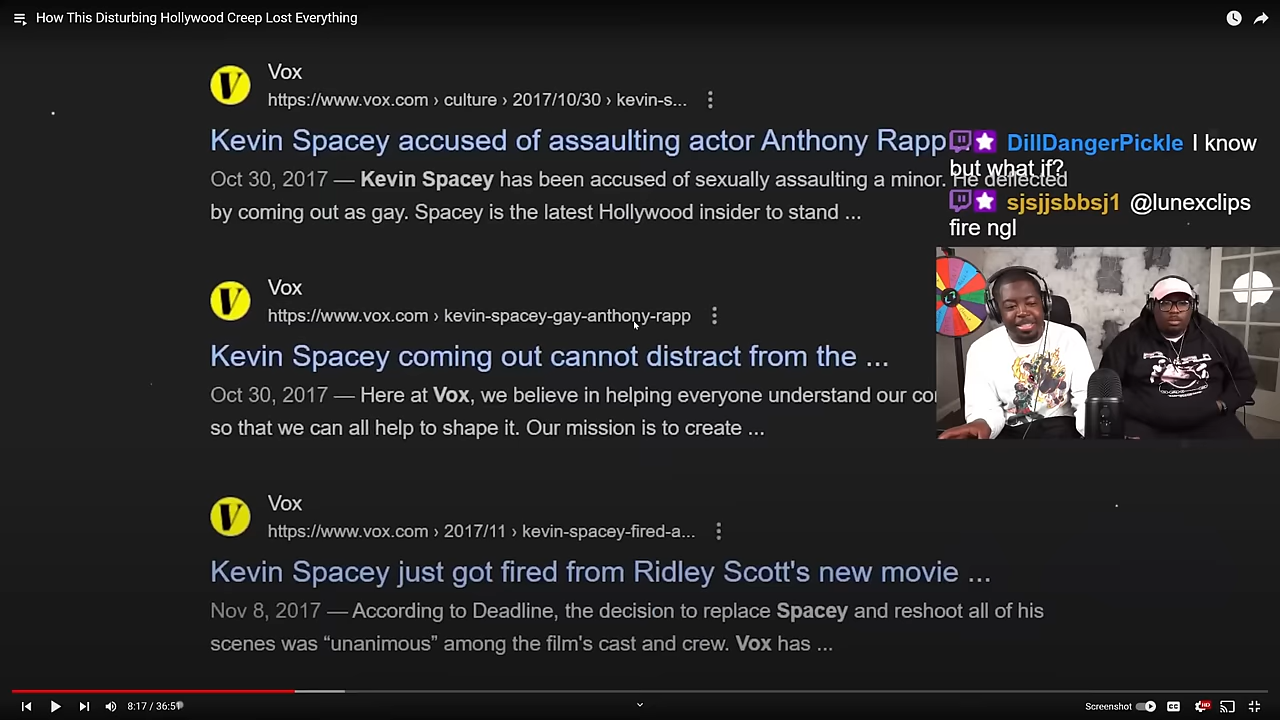 How This Disturbing Hollywood Creep Lost Everything
Vox
https://www.vox.com › culture › 2017/10/30 › kevin-s...
Kevin Spacey accused of assaulting actor Anthony Rapp
Oct 30, 2017 — Kevin Spacey has been accused of sexually assaulting a minor. He deflected
by coming out as gay. Spacey is the latest Hollywood insider to stand ...
DillDangerPickle I know
but what if?
sjsjjsbbsj1 @lunexclips
fire ngl
Vox
https://www.vox.com › kevin-spacey-gay-anthony-rapp
Kevin Spacey coming out cannot distract from the ...
Oct 30, 2017 — Here at Vox, we believe in helping everyone understand our co
so that we can all help to shape it. Our mission is to create ...
Vox
https://www.vox.com › 2017/11 › kevin-spacey-fired-a...
Kevin Spacey just got fired from Ridley Scott's new movie ...
Nov 8, 2017 — According to Deadline, the decision to replace Spacey and reshoot all of his
scenes was “unanimous” among the film's cast and crew. Vox has ...
8:17 / 36:51
Screenshot